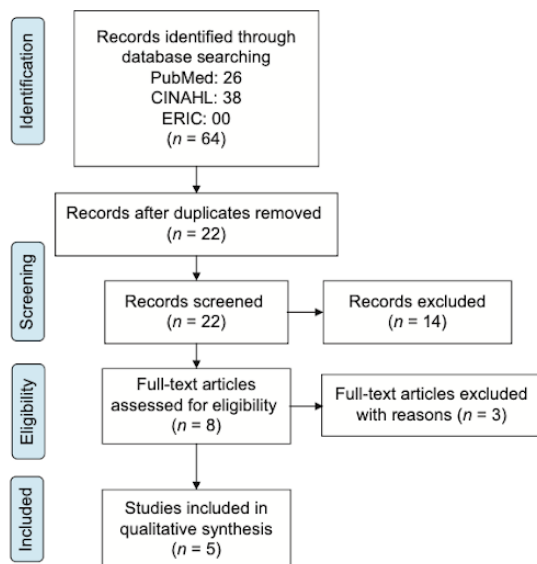 Identification
Records identified through
database searching
PubMed: 26
CINAHL: 38
ERIC: 00
(n = 64)
Records after duplicates removed
(n = 22)
Screening
Records screened
(n = 22)
Records excluded
(n = 14)
Eligibility
Full-text articles
assessed for eligibility
(n = 8)
Full-text articles excluded
with reasons (n = 3)
Included
Studies included in
qualitative synthesis
(n = 5)